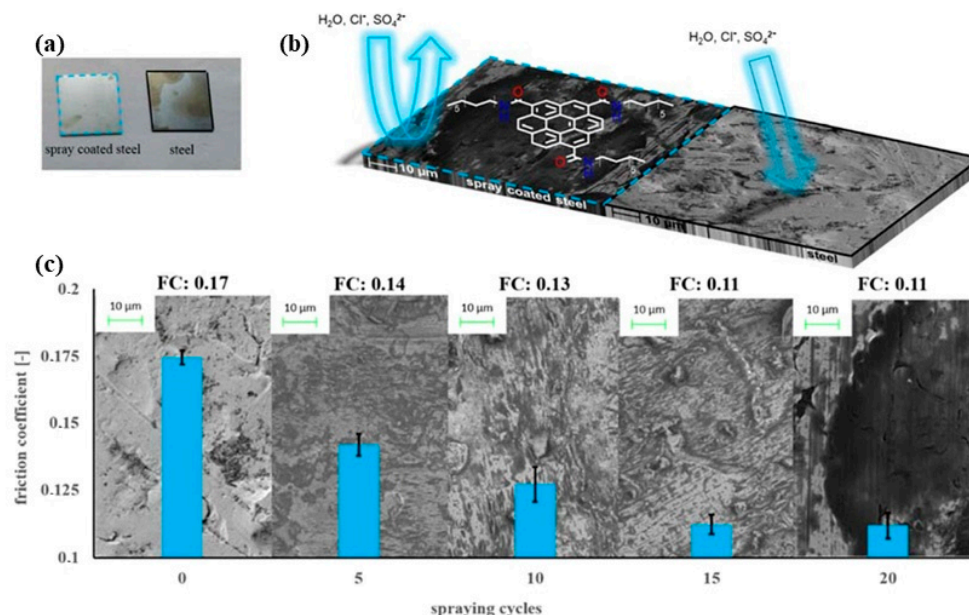 (a)
spray coated steel
steel
(b)
H₂O, Cl⁻, SO₄²⁻
H₂O, Cl⁻, SO₄²⁻
O
O
O
5
5
5
10 µm
spray coated steel
10 µm
steel
(c)
FC: 0.17
FC: 0.14
FC: 0.13
FC: 0.11
FC: 0.11
10 µm
10 µm
10 µm
10 µm
10 µm
friction coefficient [-]
0.2
0.175
0.15
0.125
0.1
0
5
10
15
20
spraying cycles